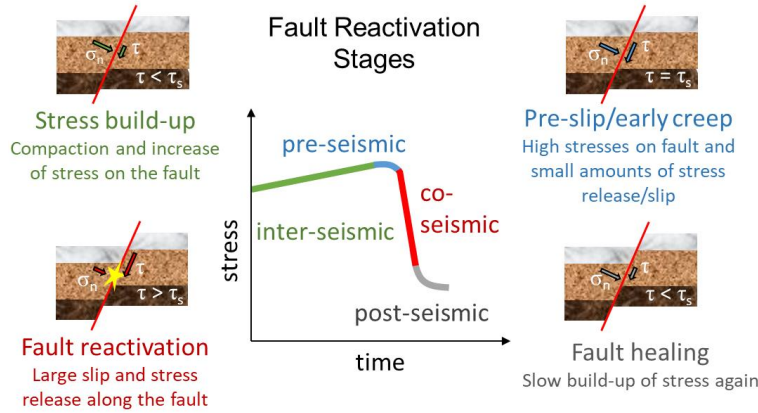 Fault Reactivation
Stages
σn τ
τ < τs
Stress build-up
Compaction and increase
of stress on the fault
σn τ
τ = τs
Pre-slip/early creep
High stresses on fault and
small amounts of stress
release/slip
stress
pre-seismic
inter-seismic
co-
seismic
post-seismic
time
σn τ
τ > τs
Fault reactivation
Large slip and stress
release along the fault
σn τ
τ < τs
Fault healing
Slow build-up of stress again